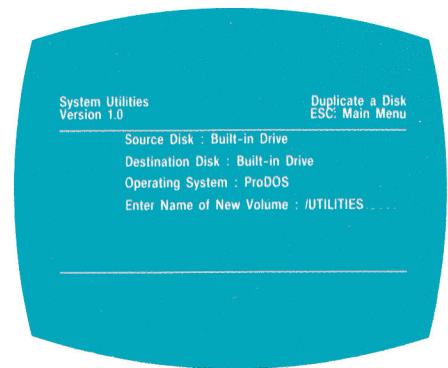 System Utilities
Version 1.0
Duplicate a Disk
ESC: Main Menu
Source Disk : Built-in Drive
Destination Disk : Built-in Drive
Operating System : ProDOS
Enter Name of New Volume : /UTILITIES....